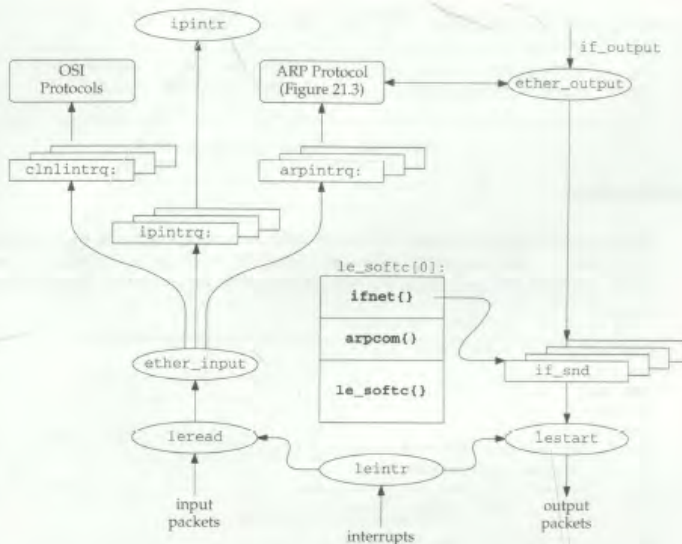 ipintr
if_output
OSI
Protocols
ARP Protocol
(Figure 21.3)
ether_output
clnlintrq:
arpintrq:
ipintrq:
le_softc[0]:
ifnet{}
arpcom{}
le_softc{}
ether_input
if_snd
leread
leintr
lestart
input
packets
interrupts
output
packets